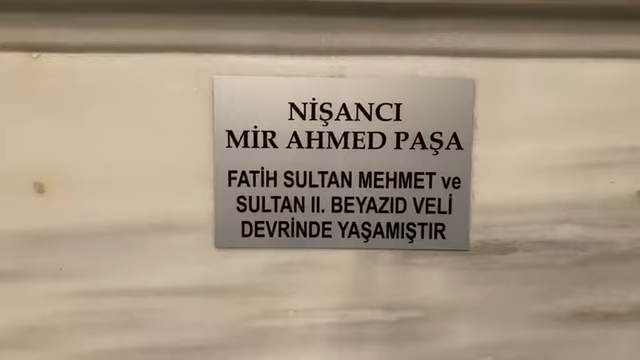 NİŞANCI
MİR AHMED PAŞA
FATİH SULTAN MEHMET ve
SULTAN II. BEYAZID VELİ
DEVRİNDE YAŞAMIŞTIR